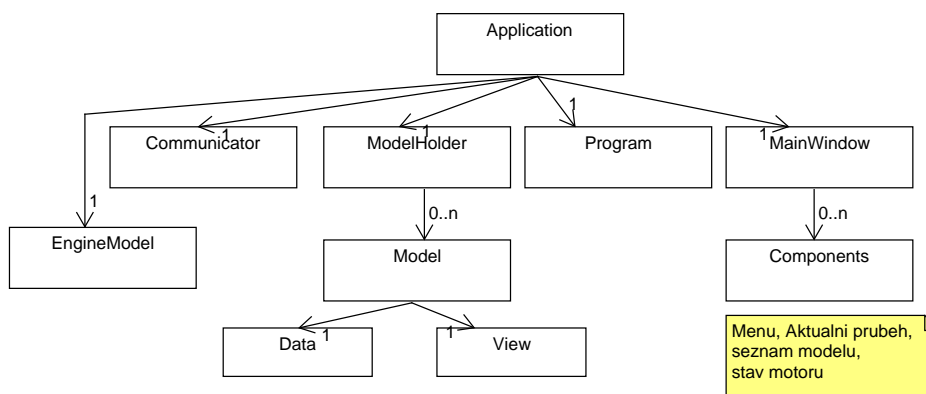 Application
1
Communicator
1
ModelHolder
1
Program
1
MainWindow
1
1
EngineModel
0..n
Model
0..n
Components
Data
1
1
View
Menu, Aktualni prubeh,
seznam modelu,
stav motoru